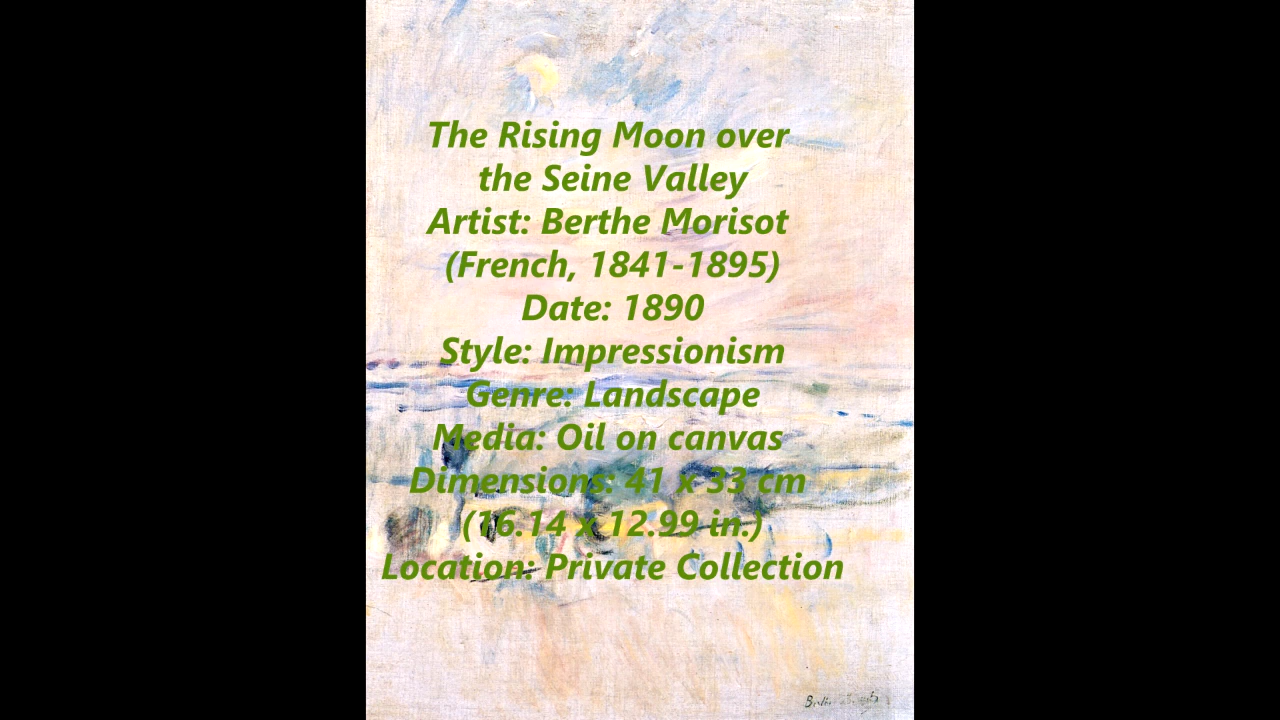 The Rising Moon over
the Seine Valley
Artist: Berthe Morisot
(French, 1841-1895)
Date: 1890
Style: Impressionism
Genre: Landscape
Media: Oil on canvas
Dimensions: 41 x 33 cm
(16.14 x 12.99 in.)
Location: Private Collection